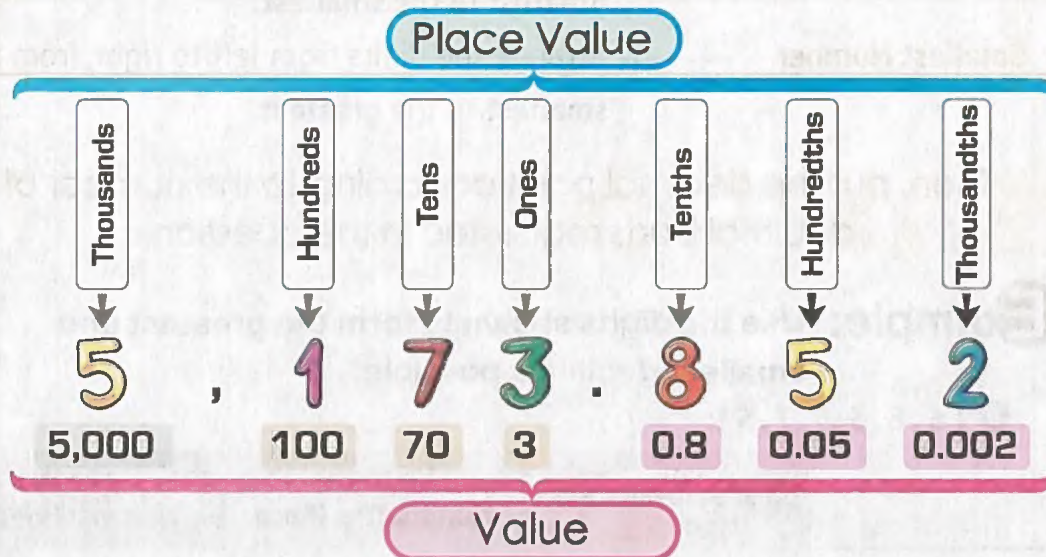 Place Value
Thousands
Hundreds
Tens
Ones
Tenths
Hundredths
Thousandths
5 , 1 7 3 . 8 5 2
5,000 100 70 3 0.8 0.05 0.002
Value